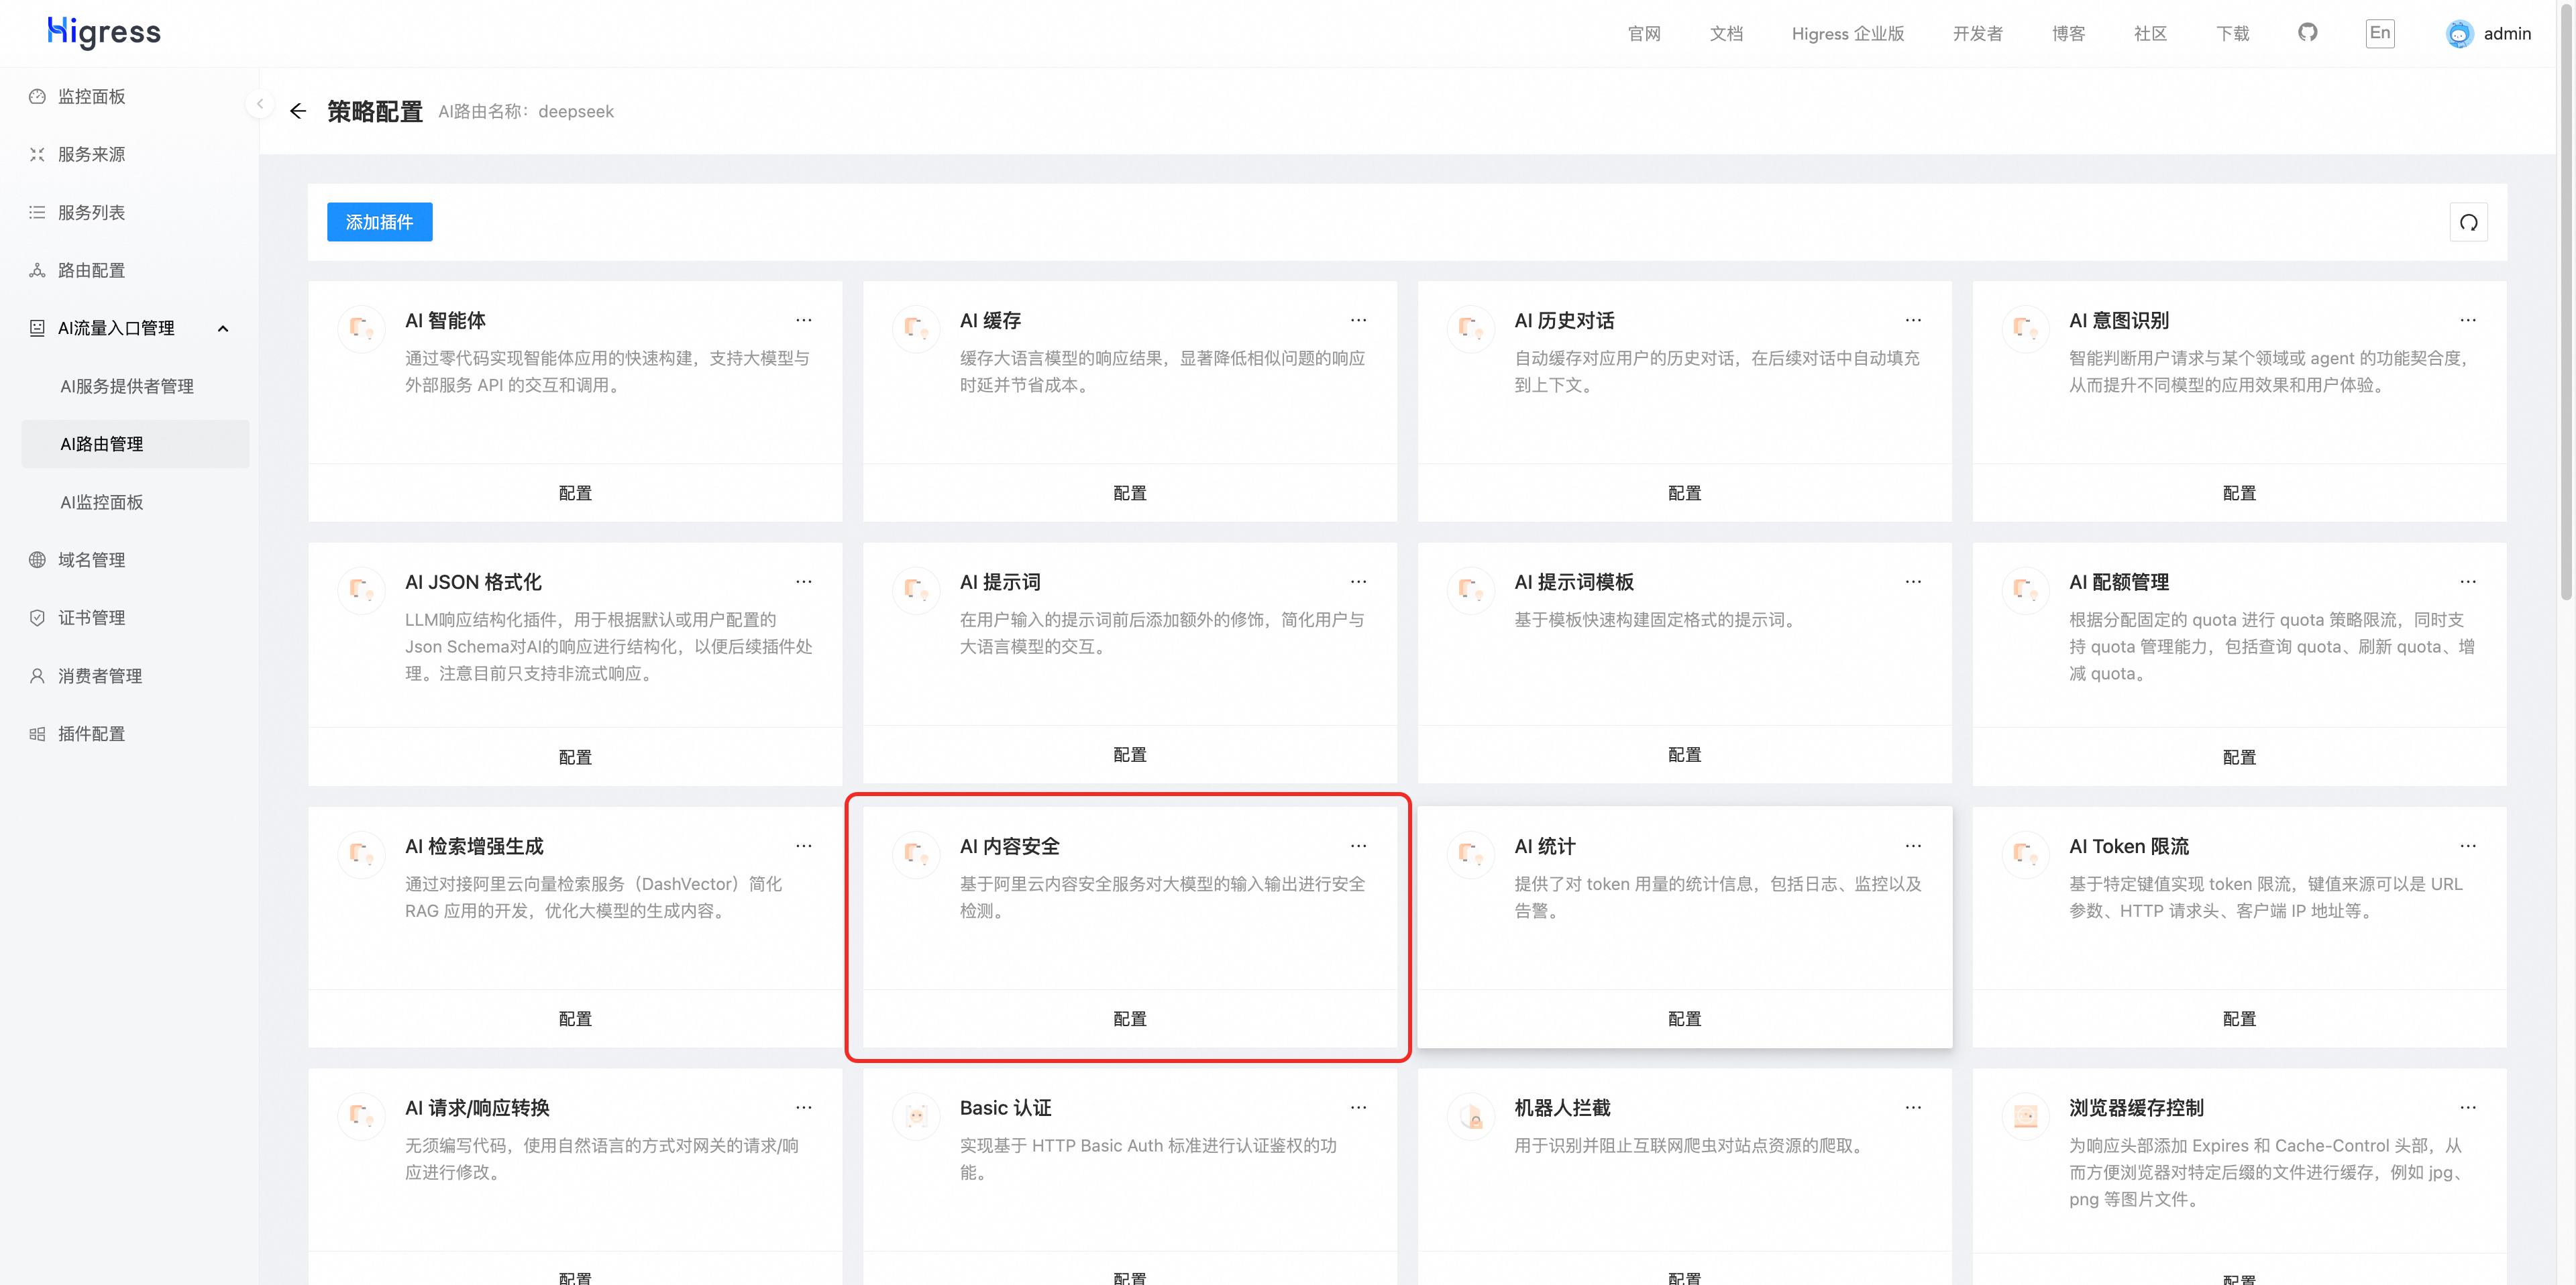 Higress
官网
文档
Higress 企业版
开发者
博客
社区
下载
En
admin
监控面板
服务来源
服务列表
路由配置
AI流量入口管理
AI服务提供者管理
AI路由管理
AI监控面板
域名管理
证书管理
消费者管理
插件配置
策略配置
AI路由名称：deepseek
添加插件
AI 智能体
通过零代码实现智能体应用的快速构建，支持大模型与
外部服务 API 的交互和调用。
配置
AI 缓存
缓存大语言模型的响应结果，显著降低相似问题的响应
时延并节省成本。
配置
AI 历史对话
自动缓存对应用户的历史对话，在后续对话中自动填充
到上下文。
配置
AI 意图识别
智能判断用户请求与某个领域或 agent 的功能契合度，
从而提升不同模型的应用效果和用户体验。
配置
AI JSON 格式化
LLM响应结构化插件，用于根据默认或用户配置的
Json Schema对AI的响应进行结构化，以便后续插件处
理。注意目前只支持非流式响应。
配置
AI 提示词
在用户输入的提示词前后添加额外的修饰，简化用户与
大语言模型的交互。
配置
AI 提示词模板
基于模板快速构建固定格式的提示词。
配置
AI 配额管理
根据分配固定的 quota 进行 quota 策略限流，同时支
持 quota 管理能力，包括查询 quota、刷新 quota、增
减 quota。
配置
AI 检索增强生成
通过对接阿里云向量检索服务（DashVector）简化
RAG 应用的开发，优化大模型的生成内容。
配置
AI 内容安全
基于阿里云内容安全服务对大模型的输入输出进行安全
检测。
配置
AI 统计
提供了对 token 用量的统计信息，包括日志、监控以及
告警。
配置
AI Token 限流
基于特定键值实现 token 限流，键值来源可以是 URL
参数、HTTP 请求头、客户端 IP 地址等。
配置
AI 请求/响应转换
无须编写代码，使用自然语言的方式对网关的请求/响
应进行修改。
配置
Basic 认证
实现基于 HTTP Basic Auth 标准进行认证鉴权的功
能。
配置
机器人拦截
用于识别并阻止互联网爬虫对站点资源的爬取。
配置
浏览器缓存控制
为响应头部添加 Expires 和 Cache-Control 头部，从
而方便浏览器对特定后缀的文件进行缓存，例如 jpg、
png 等图片文件。
配置